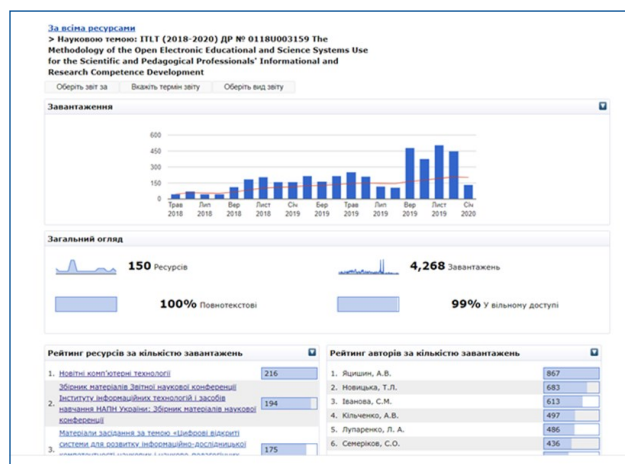 За всіма ресурсами
> Науковою темою: ІТLТ (2018-2020) ДР № 0118U003159 The
Methodology of the Open Electronic Educational and Science Systems Use
for the Scientific and Pedagogical Professionals' Informational and
Research Competence Development
Оберіть звіт за Вкажіть термін звіту Оберіть вид звіту
Завантаження
600
450
300
150
0
Трав 2018 Лип 2018 Вер 2018 Лист 2018 Січ 2019 Бер 2019 Трав 2019 Лип 2019 Вер 2019 Лист 2019 Січ 2020
Загальний огляд
150 Ресурсів 4,268 Завантажень
100% Повнотекстові 99% У вільному доступі
Рейтинг ресурсів за кількістю завантажень
1. Новітні комп'ютерні технології 216
Збірник матеріалів Звітної наукової конференції
2. Інституту інформаційних технологій і засобів 194
навчання НАПН України: Збірник матеріалів наукової
конференції
Матеріали засідання за темою «Цифрові відкриті
3. системи для розвитку інформаційно-дослідницької 175
Рейтинг авторів за кількістю завантажень
1. Яцишин, А.В. 867
2. Новицька, Т.Л. 683
3. Іванова, С.М. 613
4. Кільченко, А.В. 497
5. Лупаренко, Л. А. 486
6. Семеріков, С.О. 436